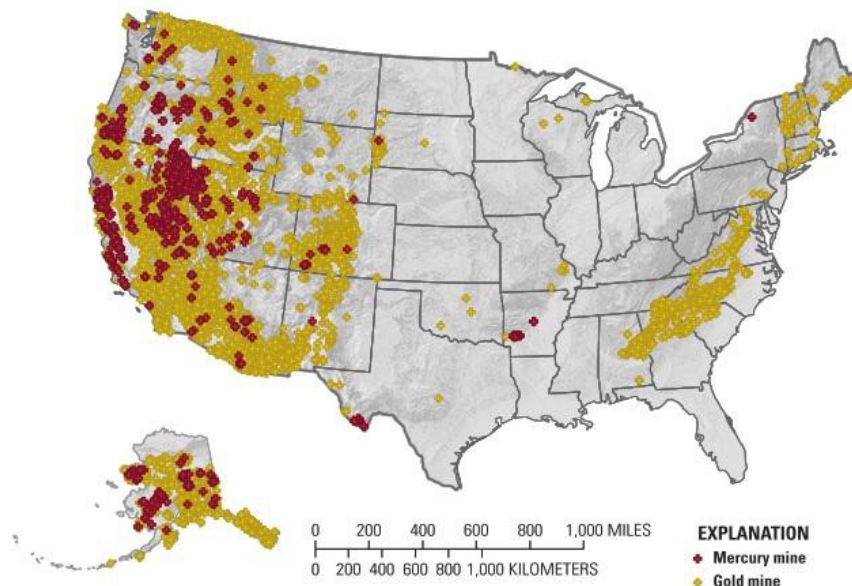 0 200 400 600 800 1,000 MILES
0 200 400 600 800 1,000 KILOMETERS
EXPLANATION
Mercury mine
Gold mine